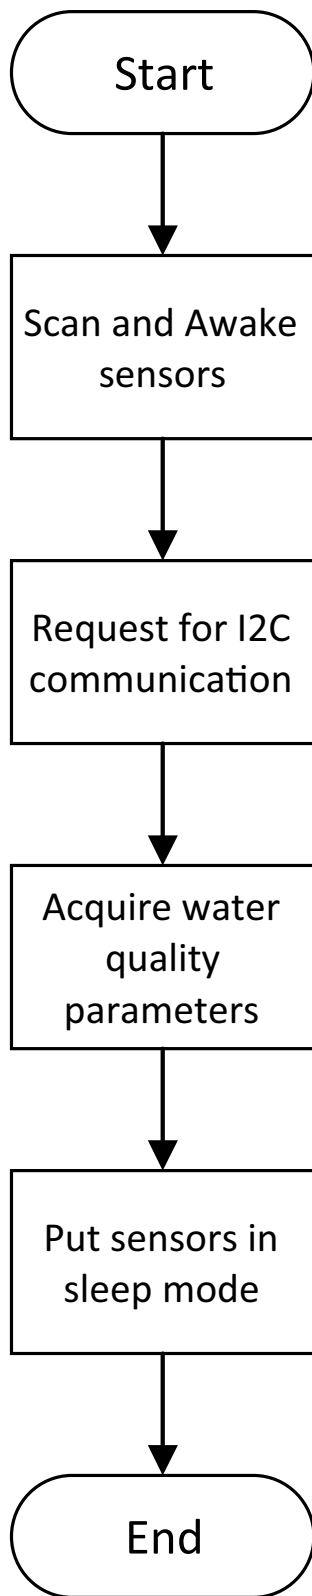 Start
Scan and Awake
sensors
Request for I2C
communication
Acquire water
quality
parameters
Put sensors in
sleep mode
End